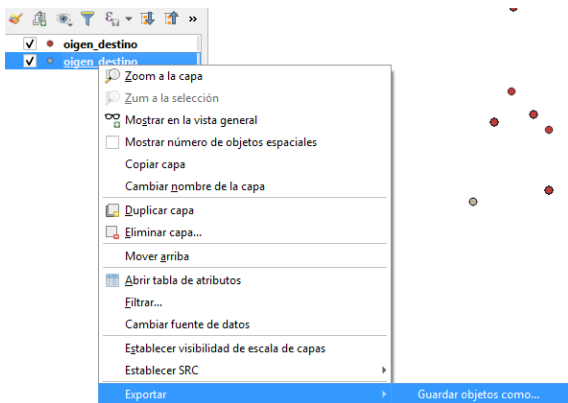 oigen_destino
oigen_destino
Zoom a la capa
Zum a la selección
Mostrar en la vista general
Mostrar número de objetos espaciales
Copiar capa
Cambiar nombre de la capa
Duplicar capa
Eliminar capa...
Mover arriba
Abrir tabla de atributos
Filtrar...
Cambiar fuente de datos
Establecer visibilidad de escala de capas
Establecer SRC
Exportar
Guardar objetos como...